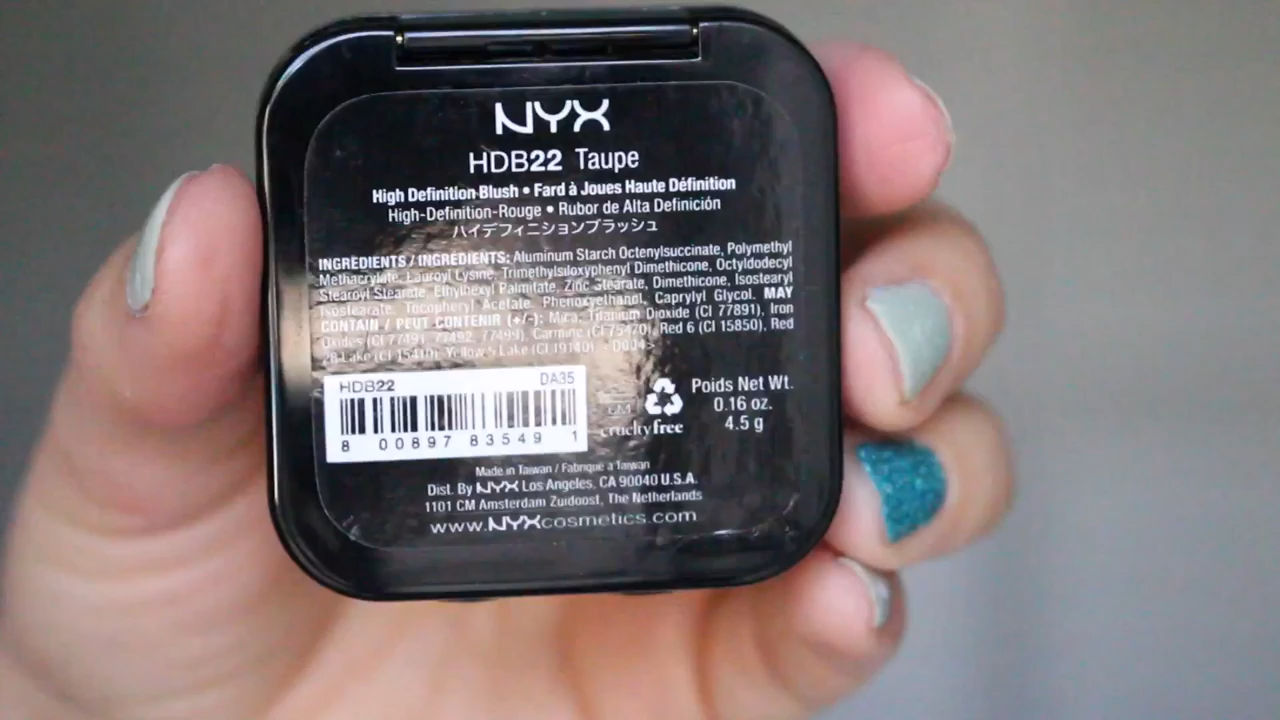 NYX
HDB22 Taupe
High Definition Blush • Fard à Joues Haute Définition
High-Definition-Rouge • Rubor de Alta Definición
ハイデフィニションブラッシュ
INGREDIENTS / INGRÉDIENTS: Aluminum Starch Octenylsuccinate, Polymethyl
Methacrylate, Lauroyl Lysine, Trimethylsiloxyphenyl Dimethicone, Octyldodecyl
Stearoyl Stearate, Ethylhexyl Palmitate, Zinc Stearate, Dimethicone, Isostearyl
Isostearate, Tocopheryl Acetate, Phenoxyethanol, Caprylyl Glycol. MAY
CONTAIN / PEUT CONTENIR (+/-): Mica, Titanium Dioxide (CI 77891), Iron
Oxides (CI 77491, 77492, 77499), Carmine (CI 75470), Red 6 (CI 15850), Red
Lake (CI 15410), Yellow 5 Lake (CI 19140)
HDB22 DA35
8 00897 83549 1
cruelty free
Poids Net Wt.
0.16 oz.
4.5 g
Made in Taiwan / Fabriqué à Taiwan
Dist. By NYX Los Angeles, CA 90040 U.S.A.
1101 CM Amsterdam Zuidoost, The Netherlands
www.NYXcosmetics.com